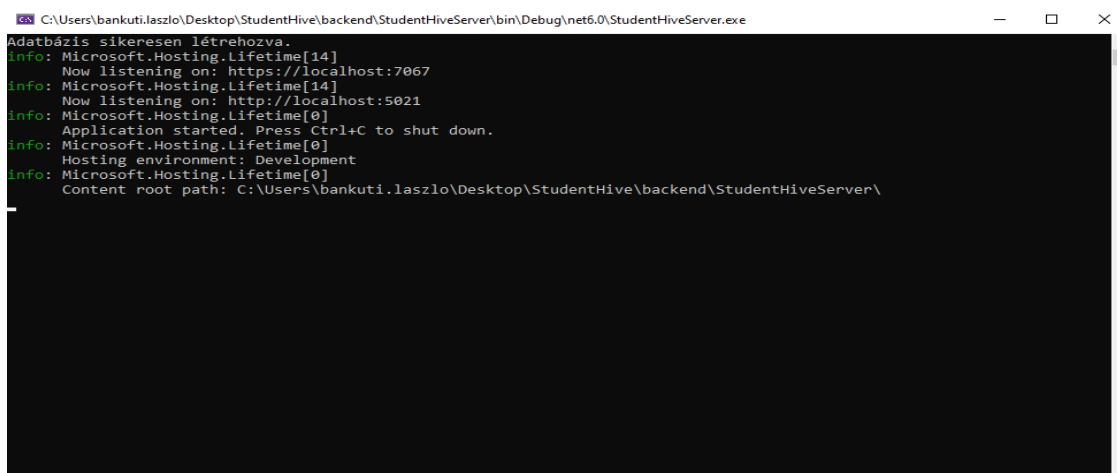 C:\Users\bankuti.laszlo\Desktop\StudentHive\backend\StudentHiveServer\bin\Debug\net6.0\StudentHiveServer.exe
Adatbázis sikeresen létrehozva.
info: Microsoft.Hosting.Lifetime[14]
Now listening on: https://localhost:7067
info: Microsoft.Hosting.Lifetime[14]
Now listening on: http://localhost:5021
info: Microsoft.Hosting.Lifetime[0]
Application started. Press Ctrl+C to shut down.
info: Microsoft.Hosting.Lifetime[0]
Hosting environment: Development
info: Microsoft.Hosting.Lifetime[0]
Content root path: C:\Users\bankuti.laszlo\Desktop\StudentHive\backend\StudentHiveServer\